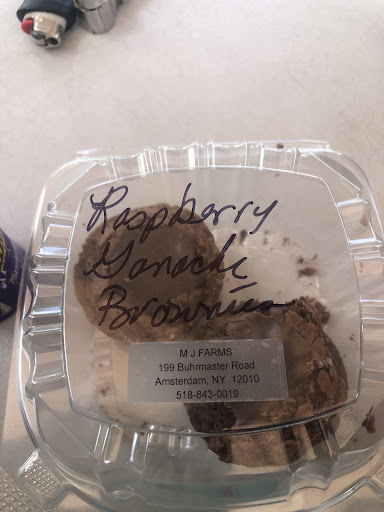 Raspberry
Ganache
Brownies
M J FARMS
199 Buhrmaster Road
Amsterdam, NY 12010
518-843-0019